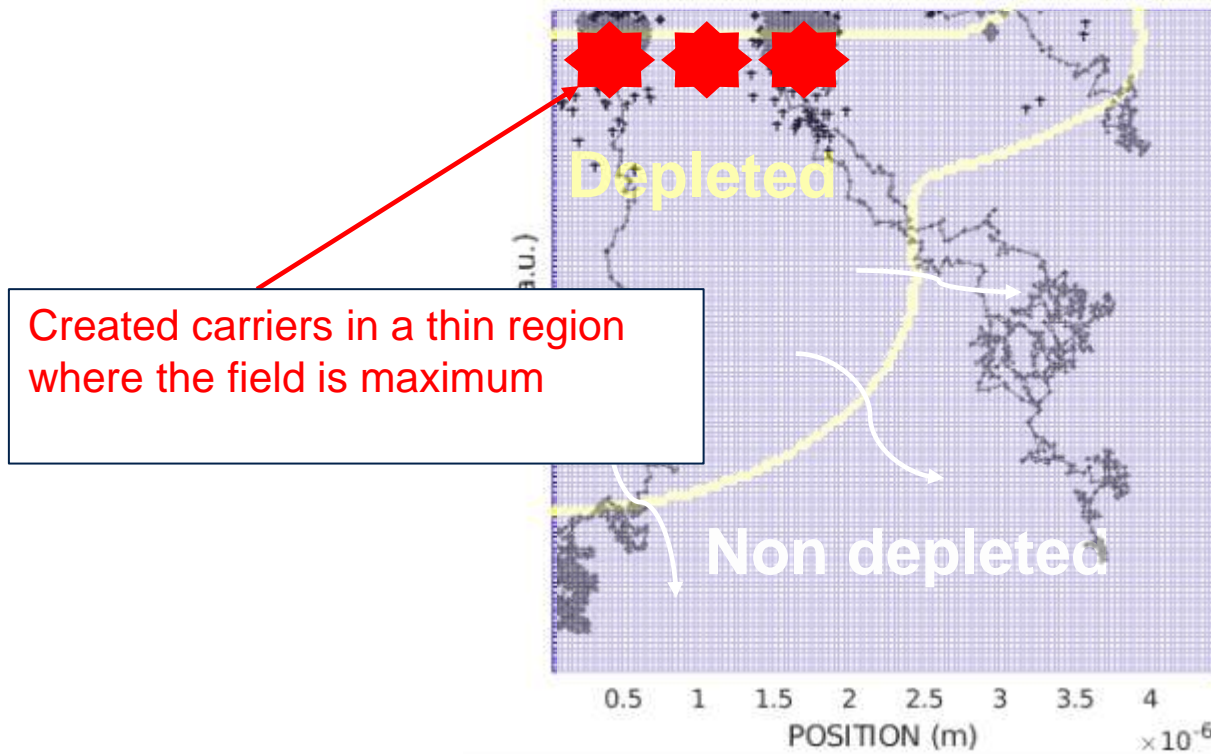 Depleted
a.u.)
Created carriers in a thin region
where the field is maximum
Non depleted
0.5 1 1.5 2 2.5 3 3.5 4
POSITION (m)
×10-6